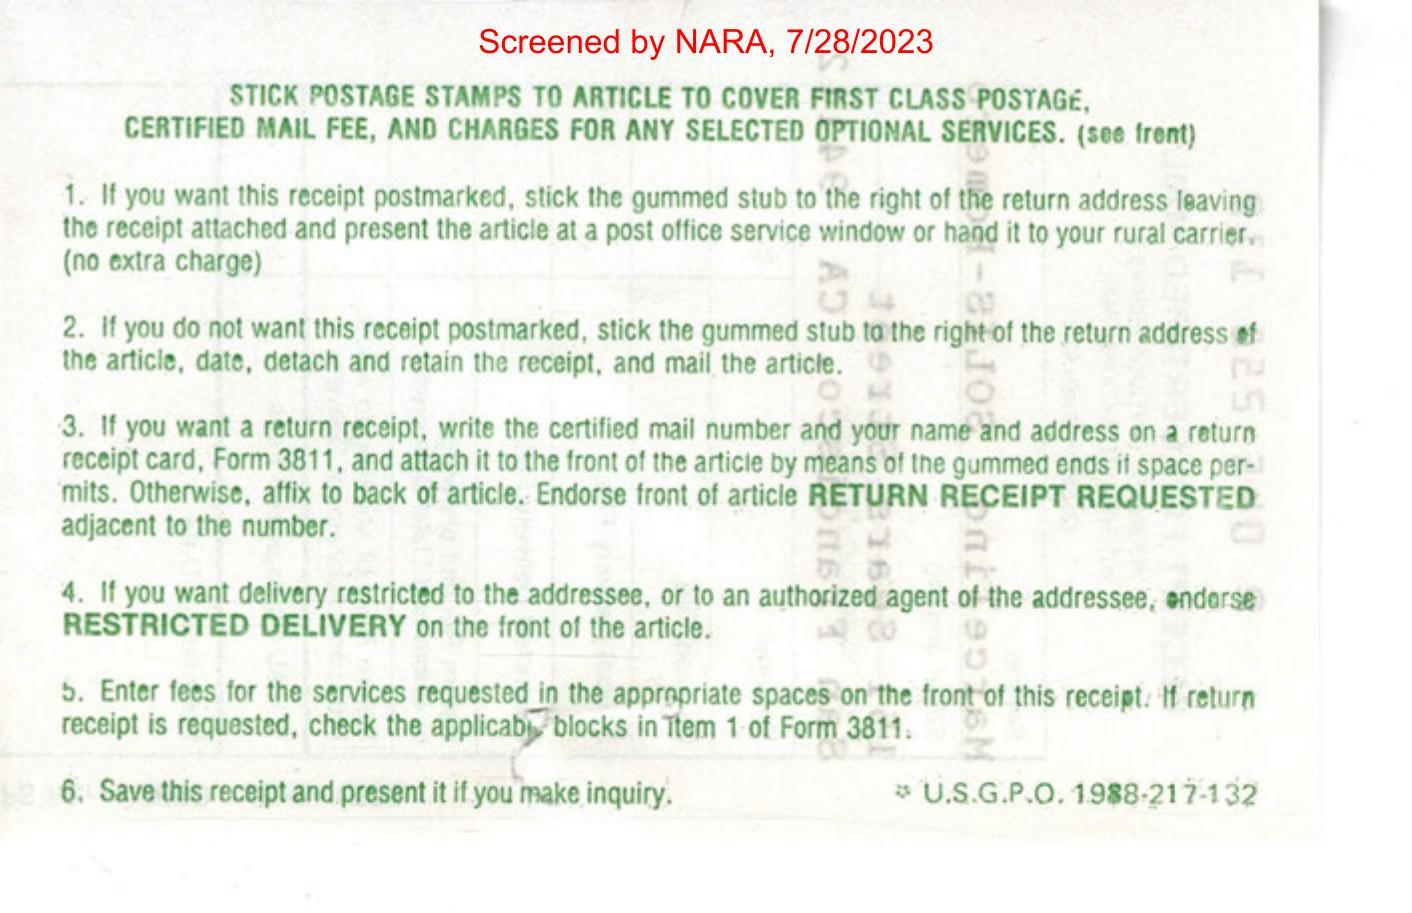 Screened by NARA, 7/28/2023
STICK POSTAGE STAMPS TO ARTICLE TO COVER FIRST CLASS POSTAGE,
CERTIFIED MAIL FEE, AND CHARGES FOR ANY SELECTED OPTIONAL SERVICES. (see front)
1. If you want this receipt postmarked, stick the gummed stub to the right of the return address leaving
the receipt attached and present the article at a post office service window or hand it to your rural carrier.
(no extra charge)
2. If you do not want this receipt postmarked, stick the gummed stub to the right of the return address of
the article, date, detach and retain the receipt, and mail the article.
3. If you want a return receipt, write the certified mail number and your name and address on a return
receipt card, Form 3811, and attach it to the front of the article by means of the gummed ends if space per-
mits. Otherwise, affix to back of article. Endorse front of article RETURN RECEIPT REQUESTED
adjacent to the number.
4. If you want delivery restricted to the addressee, or to an authorized agent of the addressee, endorse
RESTRICTED DELIVERY on the front of the article.
5. Enter fees for the services requested in the appropriate spaces on the front of this receipt. If return
receipt is requested, check the applicable blocks in item 1 of Form 3811.
6. Save this receipt and present it if you make inquiry.
☆ U.S.G.P.O. 1988-217-132